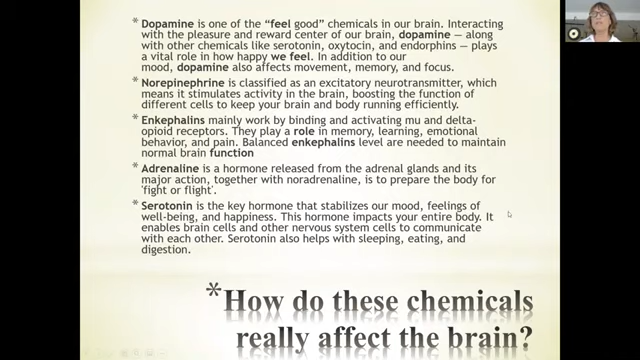 * Dopamine is one of the “feel good” chemicals in our brain. Interacting
with the pleasure and reward center of our brain, dopamine — along
with other chemicals like serotonin, oxytocin, and endorphins — plays
a vital role in how happy we feel. In addition to our
mood, dopamine also affects movement, memory, and focus.
* Norepinephrine is classified as an excitatory neurotransmitter, which
means it stimulates activity in the brain, boosting the function of
different cells to keep your brain and body running efficiently.
* Enkephalins mainly work by binding and activating mu and delta-
opioid receptors. They play a role in memory, learning, emotional
behavior, and pain. Balanced enkephalins level are needed to maintain
normal brain function
* Adrenaline is a hormone released from the adrenal glands and its
major action, together with noradrenaline, is to prepare the body for
'fight or flight'.
* Serotonin is the key hormone that stabilizes our mood, feelings of
well-being, and happiness. This hormone impacts your entire body. It
enables brain cells and other nervous system cells to communicate
with each other. Serotonin also helps with sleeping, eating, and
digestion.
*How do these chemicals
really affect the brain?